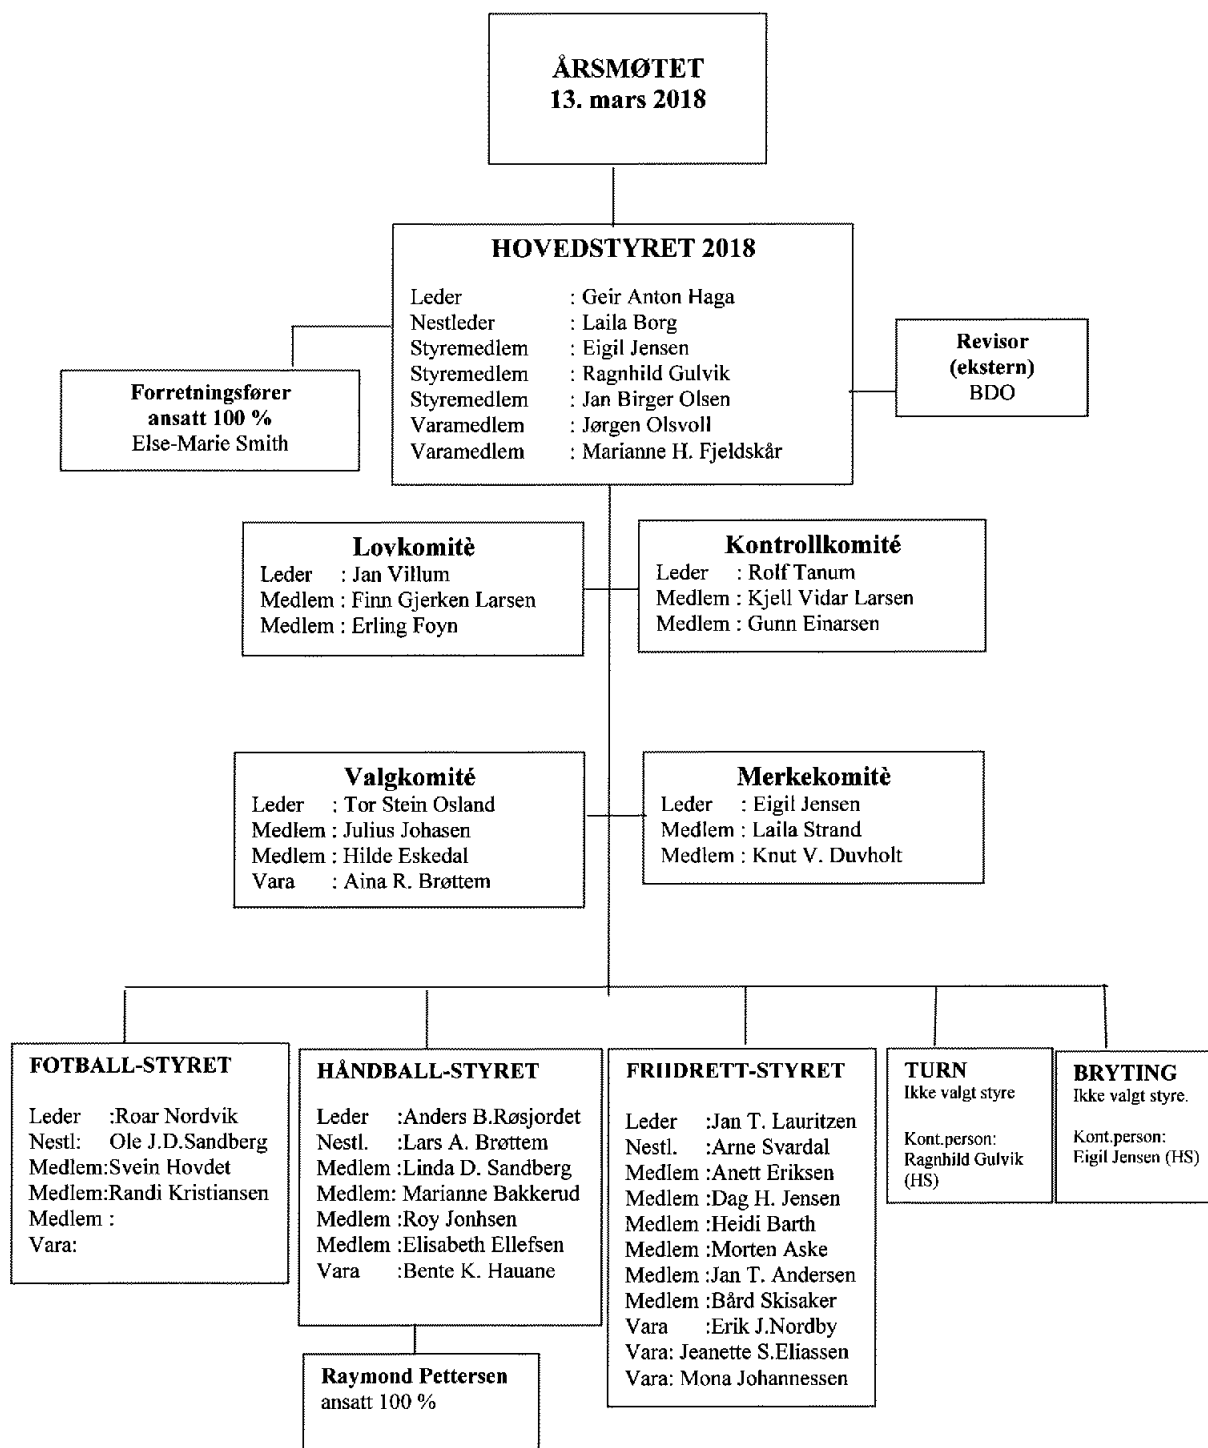 ÅRSMØTET
13. mars 2018
HOVEDSTYRET 2018
Leder : Geir Anton Haga
Nestleder : Laila Borg
Styremedlem : Eigil Jensen
Styremedlem : Ragnhild Gulvik
Styremedlem : Jan Birger Olsen
Varamedlem : Jørgen Olsvoll
Varamedlem : Marianne H. Fjeldskår
Forretningsfører
ansatt 100 %
Else-Marie Smith
Revisor
(ekstern)
BDO
Lovkomitè
Leder : Jan Villum
Medlem : Finn Gjerken Larsen
Medlem : Erling Foyn
Kontrollkomité
Leder : Rolf Tanum
Medlem : Kjell Vidar Larsen
Medlem : Gunn Einarsen
Valgkomité
Leder : Tor Stein Osland
Medlem : Julius Johasen
Medlem : Hilde Eskedal
Vara : Aina R. Brøttem
Merkekomitè
Leder : Eigil Jensen
Medlem : Laila Strand
Medlem : Knut V. Duvholt
FOTBALL-STYRET
Leder :Roar Nordvik
Nestl: Ole J.D.Sandberg
Medlem:Svein Hovdet
Medlem:Randi Kristiansen
Medlem :
Vara:
HÅNDBALL-STYRET
Leder :Anders B.Røsjordet
Nestl. :Lars A. Brøttem
Medlem :Linda D. Sandberg
Medlem: Marianne Bakkerud
Medlem :Roy Jonhsen
Medlem :Elisabeth Ellefsen
Vara :Bente K. Hauane
Raymond Pettersen
ansatt 100 %
FRIIDRETT-STYRET
Leder :Jan T. Lauritzen
Nestl. :Arne Svardal
Medlem :Anett Eriksen
Medlem :Dag H. Jensen
Medlem :Heidi Barth
Medlem :Morten Aske
Medlem :Jan T. Andersen
Medlem :Bård Skisaker
Vara :Erik J.Nordby
Vara: Jeanette S.Eliassen
Vara: Mona Johannessen
TURN
Ikke valgt styre
Kont.person:
Ragnhild Gulvik
(HS)
BRYTING
Ikke valgt styre.
Kont.person:
Eigil Jensen (HS)